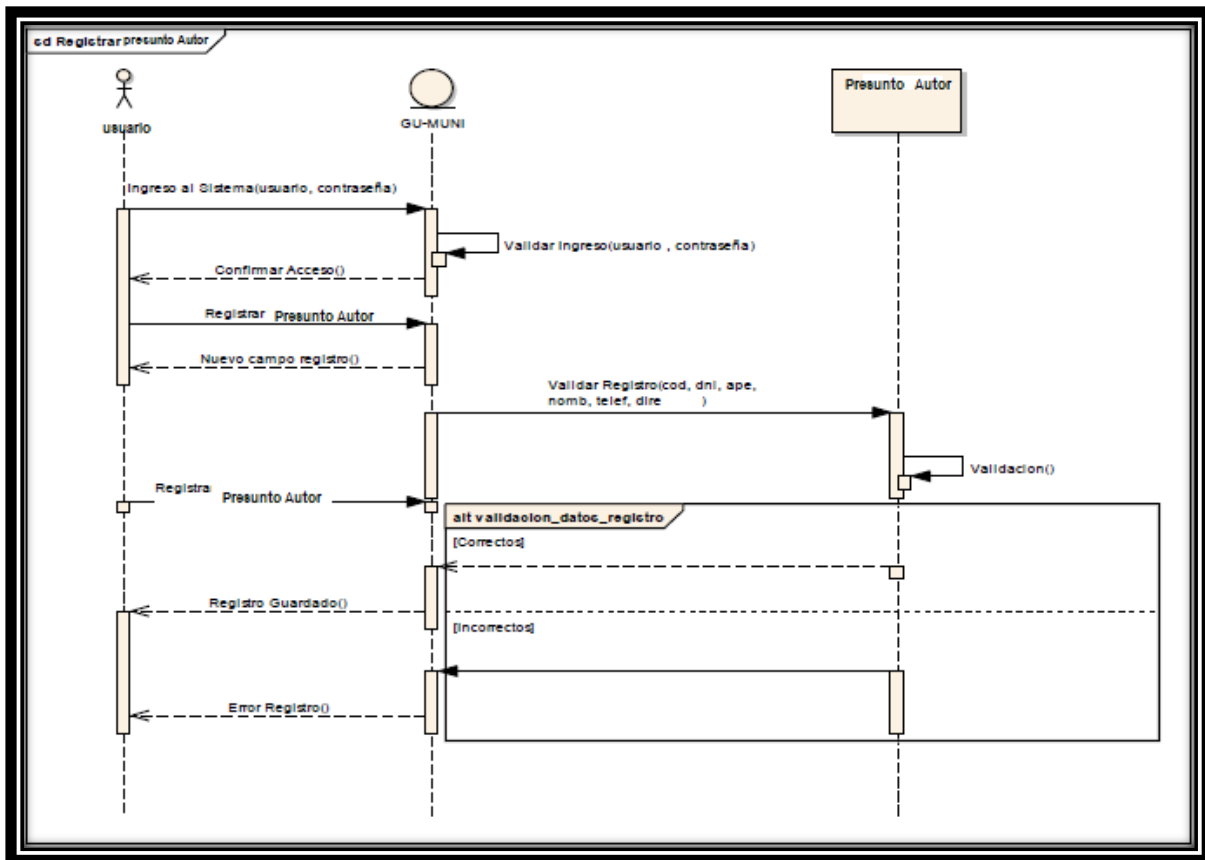 sd Registrar presunto Autor
usuario
GU-MUNI
Presunto Autor
Ingreso al Sistema(usuario, contraseña)
Validar Ingreso(usuario , contraseña)
Confirmar Acceso()
Registrar Presunto Autor
Nuevo campo registro()
Validar Registro(cod, dni, ape,
nomb, telef, dire )
Validacion()
Registra Presunto Autor
alt validacion_datos_registro
[Correctos]
Registro Guardado()
[Incorrectos]
Error Registro()